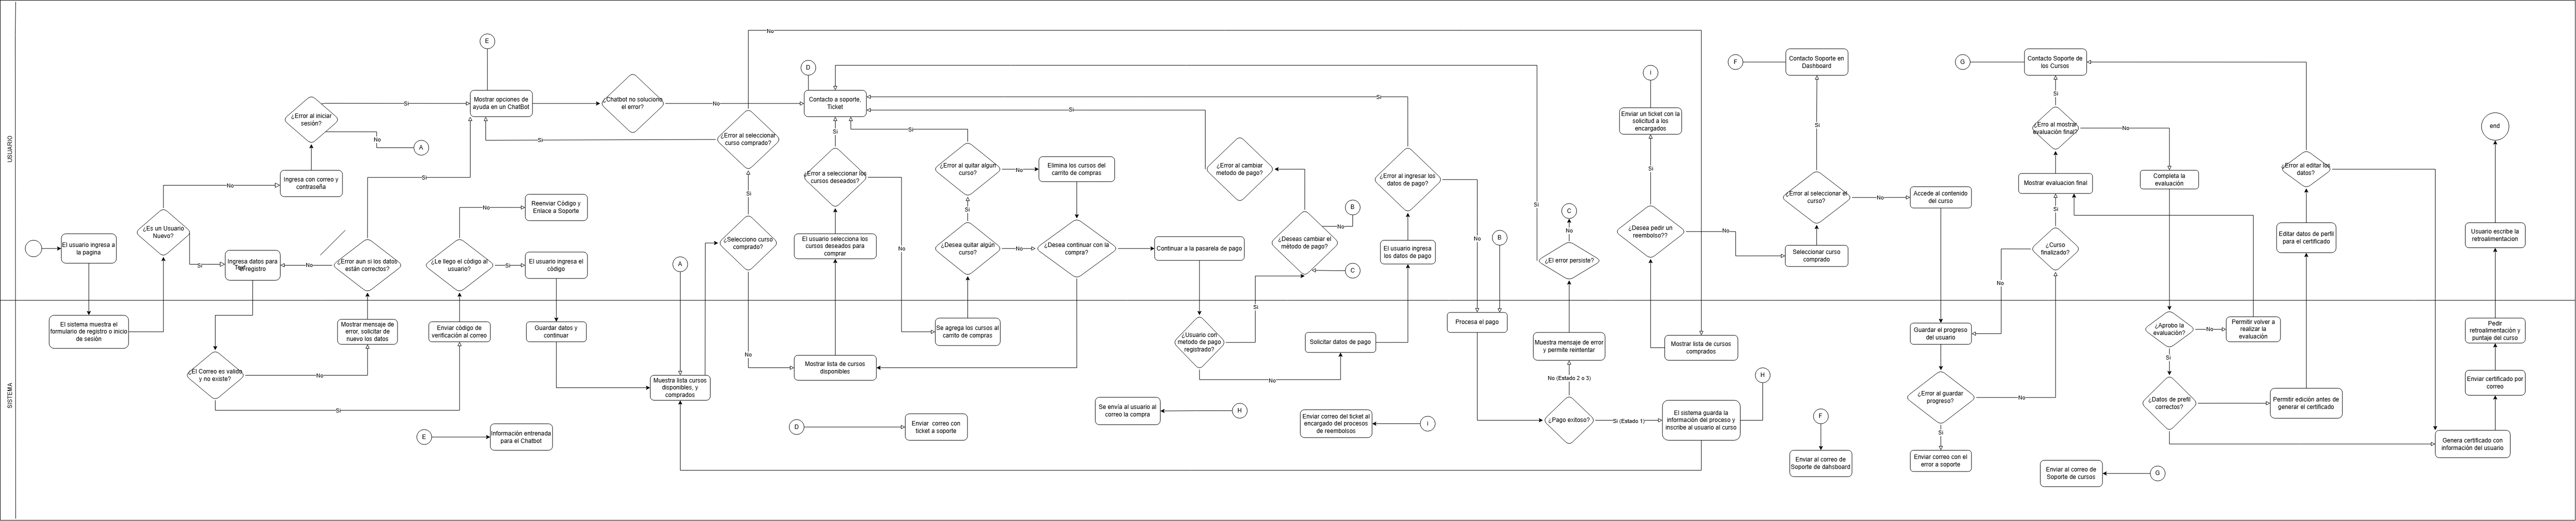 USUARIO
SISTEMA
El usuario ingresa a
la pagina
El sistema muestra el
formulario de registro o inicio
de sesión
¿Es un Usuario
Nuevo?
No
Si
Ingresa con correo y
contraseña
¿Error al iniciar
sesión?
Si
No
A
Ingresa datos para
el registro
Text
¿El Correo es valido
y no existe?
No
Si
Mostrar mensaje de
error, solicitar de
nuevo los datos
¿Error aun si los datos
están correctos?
No
Si
Enviar código de
verificación al correo
¿Le llego el código al
usuario?
No
Si
Reenviar Código y
Enlace a Soporte
El usuario ingresa el
código
Guardar datos y
continuar
E
Mostrar opciones de
ayuda en un ChatBot
¿Chatbot no soluciono
el error?
No
E
Información entrenada
para el Chatbot
A
Muestra lista cursos
disponibles, y
comprados
¿Selecciono curso
comprado?
Si
No
¿Error al seleccionar
curso comprado?
Si
No
D
Contacto a soporte,
Ticket
Si
¿Error a seleccionar los
cursos deseados?
No
El usuario selecciona los
cursos deseados para
comprar
Mostrar lista de cursos
disponibles
D
Enviar  correo con
ticket a soporte
Se agrega los cursos al
carrito de compras
¿Desea quitar algún
curso?
Si
No
¿Error al quitar algun
curso?
Si
No
Elimina los cursos del
carrito de compras
¿Desea continuar con la
compra?
Continuar a la pasarela de pago
¿Usuario con
metodo de pago
registrado?
Si
No
Se envía al usuario al
correo la compra
H
¿Deseas cambiar el
método de pago?
No
B
C
¿Error al cambiar
metodo de pago?
Si
Solicitar datos de pago
El usuario ingresa
los datos de pago
¿Error al ingresar los
datos de pago?
Si
No
Enviar correo del ticket al
encargado del procesos
de reembolsos
I
B
Procesa el pago
¿Pago exitoso?
No (Estado 2 o 3)
Si (Estado 1)
Muestra mensaje de error
y permite reintentar
¿El error persiste?
No
Si
C
El sistema guarda la
información del proceso y
inscribe al usuario al curso
H
Mostrar lista de cursos
comprados
¿Desea pedir un
reembolso??
Si
No
Enviar un ticket con la
solicitud a los
encargados
i
Seleccionar curso
comprado
¿Error al seleccionar el
curso?
Si
No
Contacto Soporte en
Dashboard
F
F
Enviar al correo de
Soporte de dahsboard
Accede al contenido
del curso
Guardar el progreso
del usuario
¿Error al guardar
progreso?
Si
No
Enviar correo con el
error a soporte
¿Curso
finalizado?
No
Si
Mostrar evaluacion final
¿Erro al mostrar
evaluación final?
Si
No
Contacto Soporte de
los Cursos
G
G
Enviar al correo de
Soporte de cursos
Completa la
evaluación
¿Aprobo la
evaluación?
No
Si
Permitir volver a
realizar la
evaluación
¿Datos de prefil
correctos?
Permitir edición antes de
generar el certificado
Editar datos de perfil
para el certificado
¿Error al editar los
datos?
Genera certificado con
información del usuario
Enviar certificado por
correo
Pedir
retroalimentación y
puntaje del curso
Usuario escribe la
retroalimentacion
end